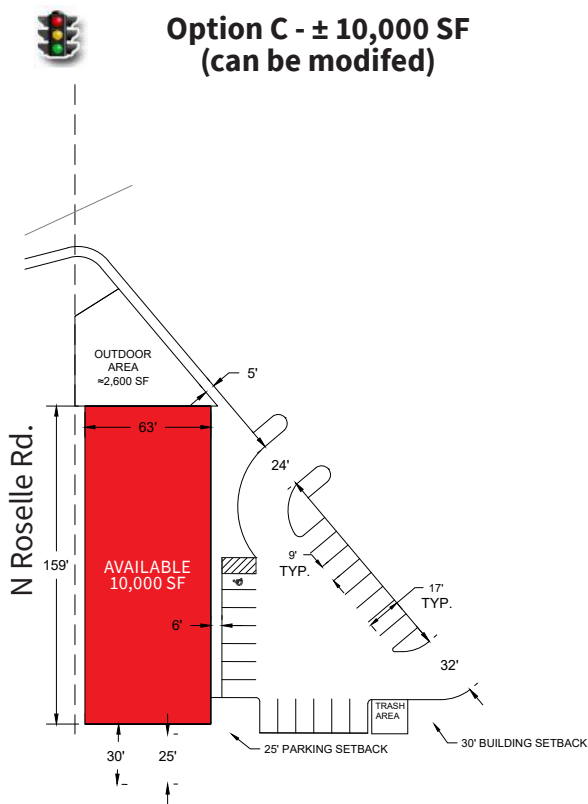 Option C - ± 10,000 SF
(can be modifed)
OUTDOOR
AREA
≈2,600 SF
5'
63'
24'
N Roselle Rd.
159'
AVAILABLE
10,000 SF
9'
TYP.
17'
TYP.
6'
32'
TRASH
AREA
30'
25'
25' PARKING SETBACK
30' BUILDING SETBACK